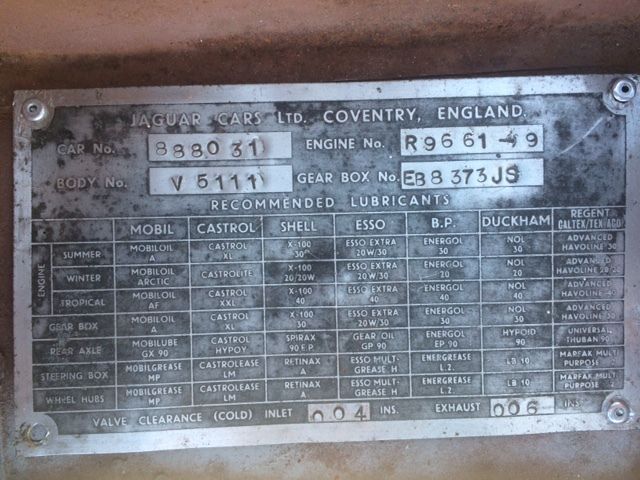 JAGUAR CARS LTD. COVENTRY, ENGLAND.
CAR No. 888031 ENGINE No. R9661-9
BODY No. V5111 GEAR BOX No. EB8373JS
RECOMMENDED LUBRICANTS
MOBIL CASTROL SHELL ESSO B.P. DUCKHAM REGENT CALTEX/TEXACO
ENGINE
SUMMER MOBILOIL A CASTROL XL X-100 30 ESSO EXTRA 20W/30 ENERGOL 30 NOL 30 ADVANCED HAVOLINE 30
WINTER MOBILOIL ARCTIC CASTROLITE X-100 20/20W ESSO EXTRA 20W/30 ENERGOL 20 NOL 20 ADVANCED HAVOLINE
TROPICAL MOBILOIL AF CASTROL XXL X-100 40 ESSO EXTRA 40 ENERGOL 40 NOL 40 ADVANCED HAVOLINE 40
GEAR BOX MOBILOIL A CASTROL XL X-100 30 ESSO EXTRA 20W/30 ENERGOL 30 NOL 30 ADVANCED HAVOLINE 30
REAR AXLE MOBILUBE GX 90 CASTROL HYPOY SPIRAX 90 E.P. GEAR OIL GP 90 ENERGOL EP 90 HYPOID 90 UNIVERSAL THUBAN 90
STEERING BOX MOBILGREASE MP CASTROLEASE LM RETINAX A ESSO MULT-GREASE H ENERGREASE L.2. LB 10 MARFAK MULTI PURPOSE 2
WHEEL HUBS MOBILGREASE MP CASTROLEASE LM RETINAX A ESSO MULT-GREASE H ENERGREASE L.2. LB 10 MARFAK MULTI PURPOSE 2
VALVE CLEARANCE (COLD) INLET 004 INS. EXHAUST 006 INS